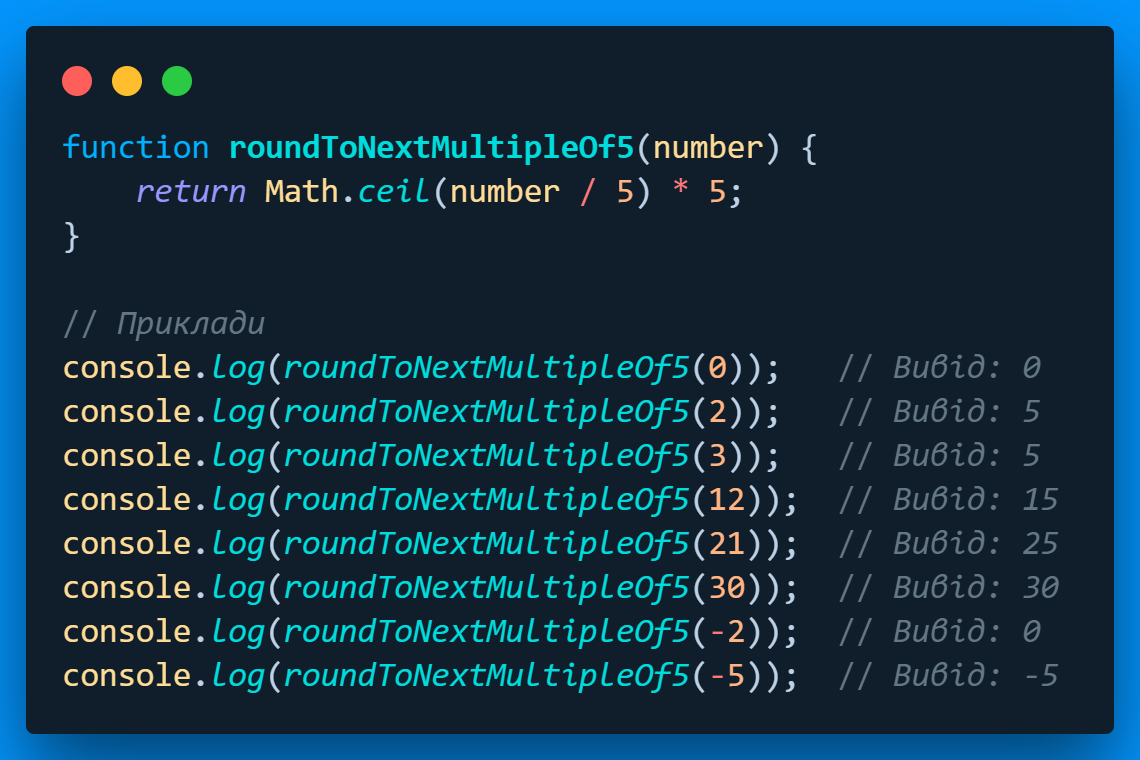 function roundToNextMultipleOf5(number) {
    return Math.ceil(number / 5) * 5;
}
// Приклади
console.log(roundToNextMultipleOf5(0));   // Вивід: 0
console.log(roundToNextMultipleOf5(2));   // Вивід: 5
console.log(roundToNextMultipleOf5(3));   // Вивід: 5
console.log(roundToNextMultipleOf5(12));  // Вивід: 15
console.log(roundToNextMultipleOf5(21));  // Вивід: 25
console.log(roundToNextMultipleOf5(30));  // Вивід: 30
console.log(roundToNextMultipleOf5(-2));  // Вивід: 0
console.log(roundToNextMultipleOf5(-5));  // Вивід: -5